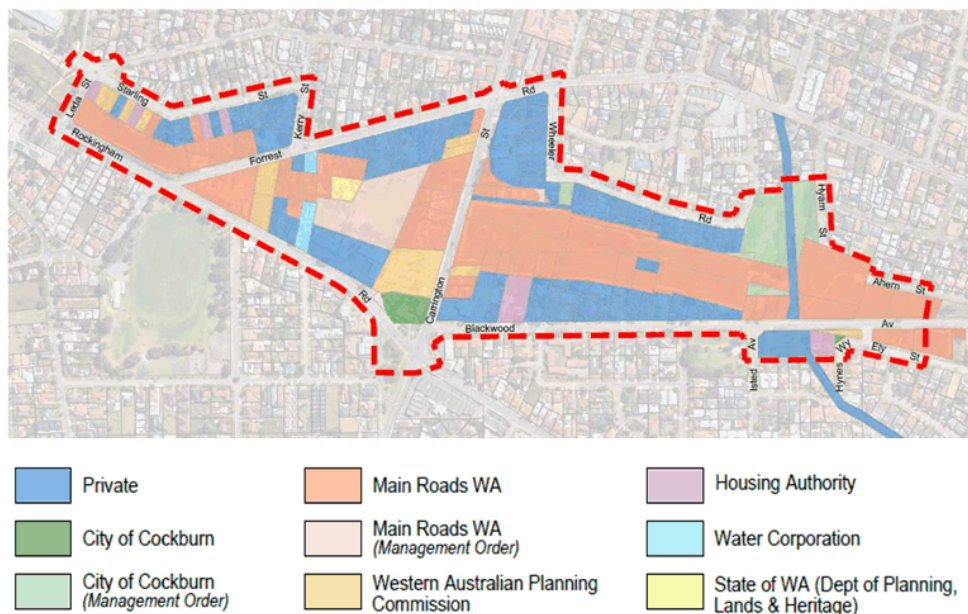 Leda
St
Starling
St
Kerry
St
Rockingham
Forrest
Rd
St
Wheeler
Rd
Hyam
St
Rd
Carrington
Ahern
St
Blackwood
Av
Av
Isted
Hynes
Wy
Ely
St
Private
Main Roads WA
Housing Authority
City of Cockburn
Main Roads WA
(Management Order)
Water Corporation
City of Cockburn
(Management Order)
Western Australian Planning
Commission
State of WA (Dept of Planning,
Lands & Heritage)